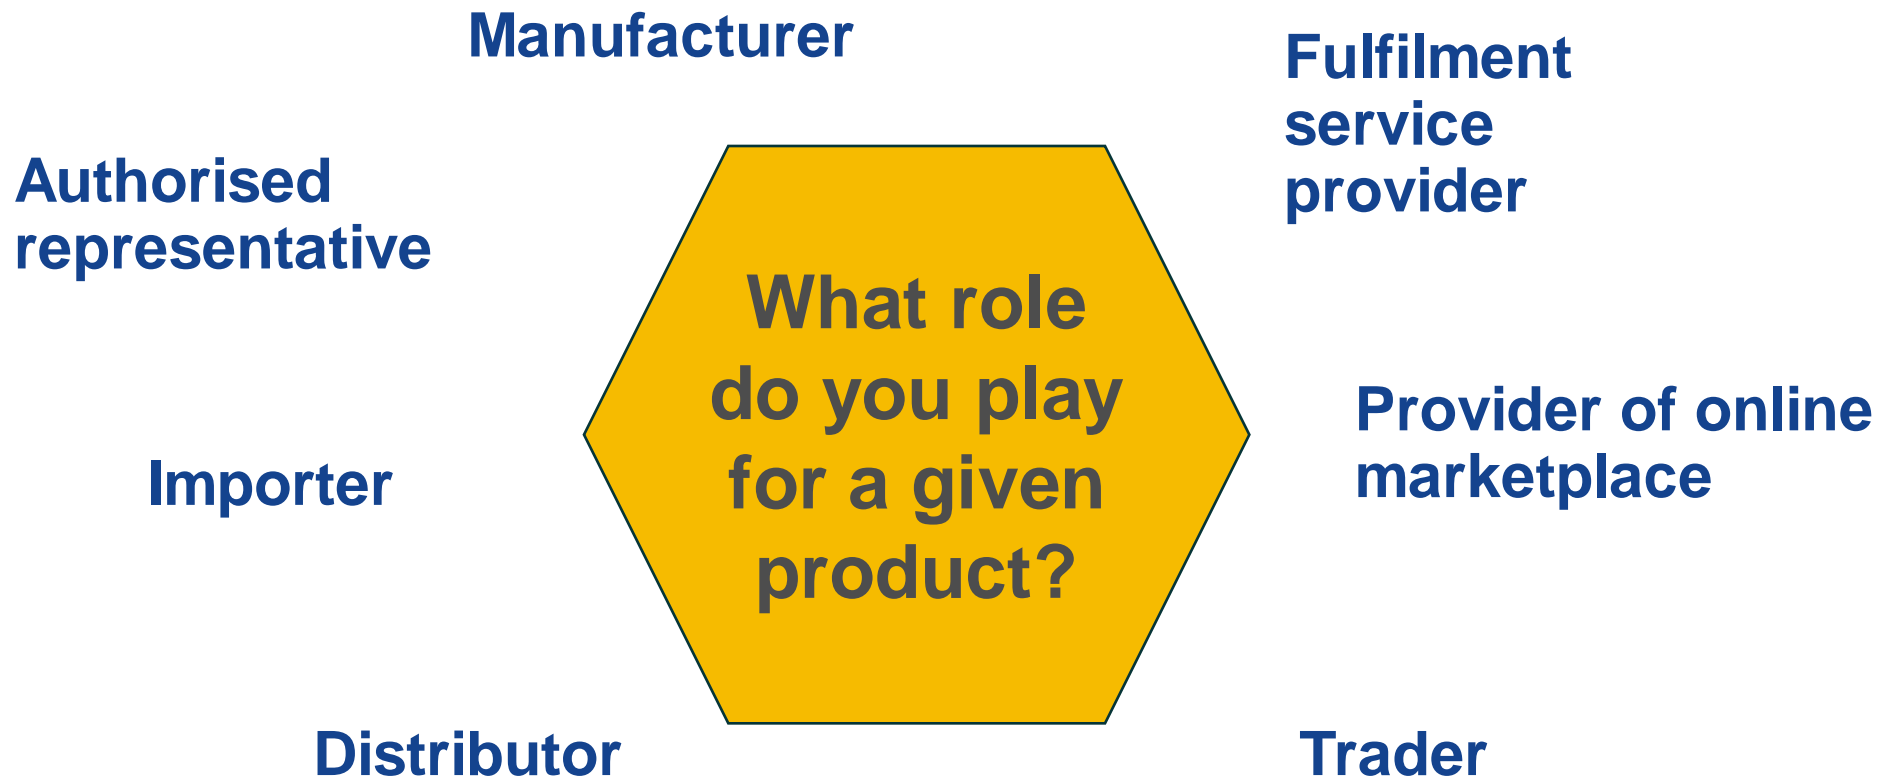 Manufacturer
Fulfilment
service
provider
Authorised
representative
What role
do you play
for a given
product?
Provider of online
marketplace
Importer
Distributor
Trader